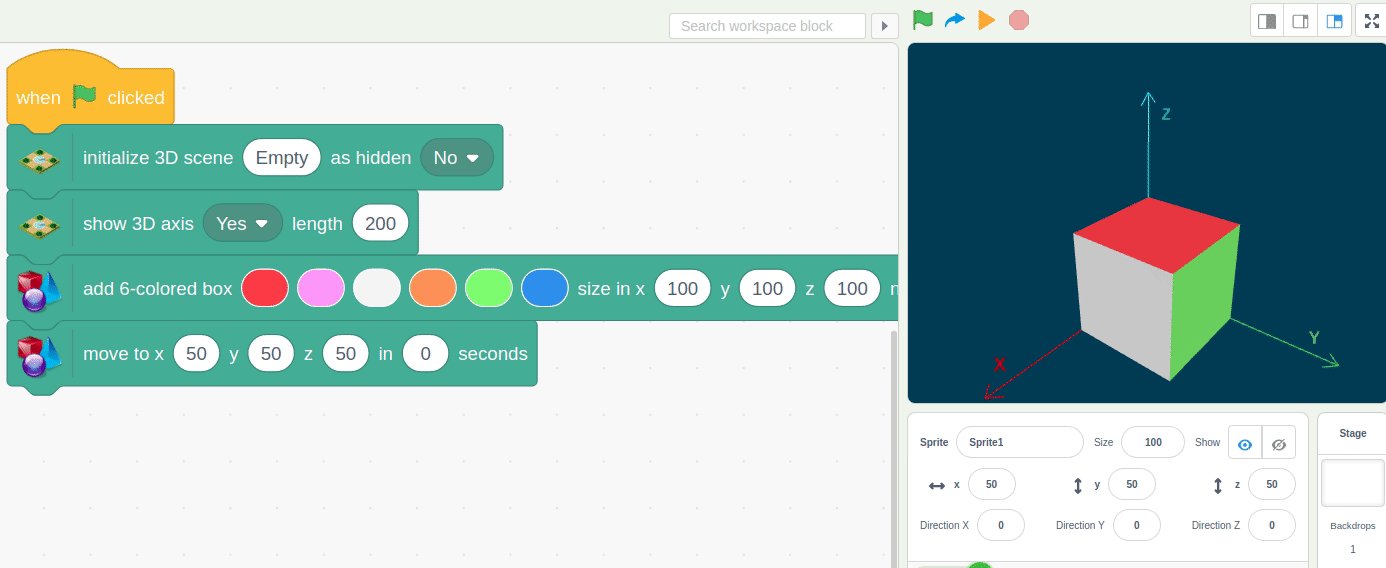 Search workspace block
when clicked
initialize 3D scene Empty as hidden No
show 3D axis Yes length 200
add 6-colored box size in x 100 y 100 z 100 n
move to x 50 y 50 z 50 in 0 seconds
Z
Y
X
Sprite Sprite1 Size 100 Show
x 50 y 50 z 50
Direction X 0 Direction Y 0 Direction Z 0
Stage
Backdrops
1